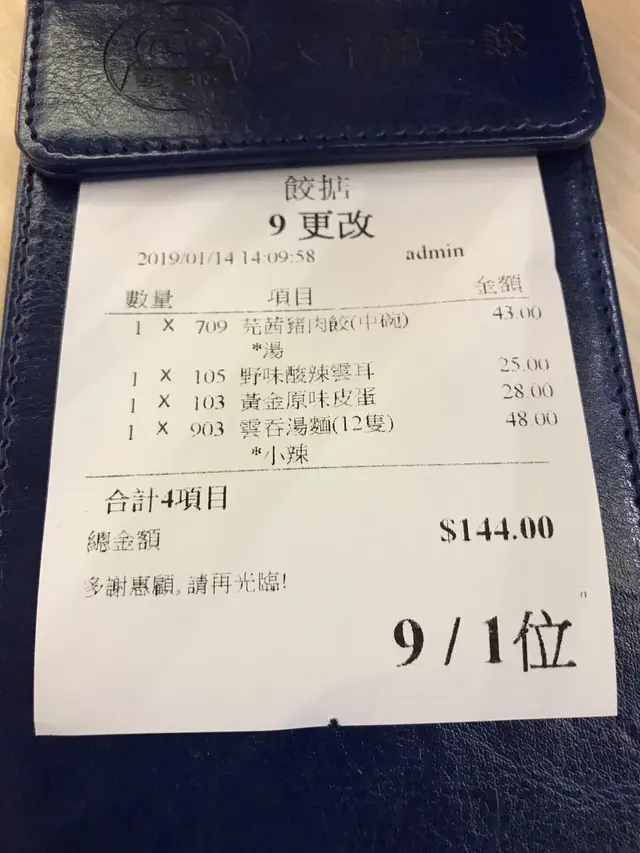 餃掂
9 更改
2019/01/14 14:09:58 admin
數量 項目 金額
1 X 709 芫茜豬肉餃(中碗) 43.00
*湯
1 X 105 野味酸辣雲耳 25.00
1 X 103 黃金原味皮蛋 28.00
1 X 903 雲吞湯麵(12隻) 48.00
*小辣
合計4項目
總金額 $144.00
多謝惠顧,請再光臨!
9 / 1位